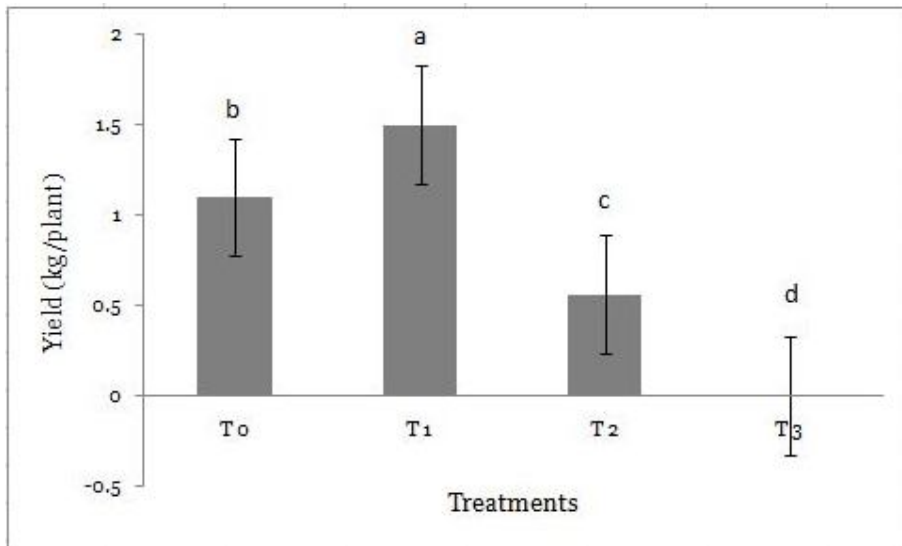 2
a
b
1.5
c
1
d
0.5
0
T0
T1
T2
T3
-0.5
Yield (kg/plant)
Treatments